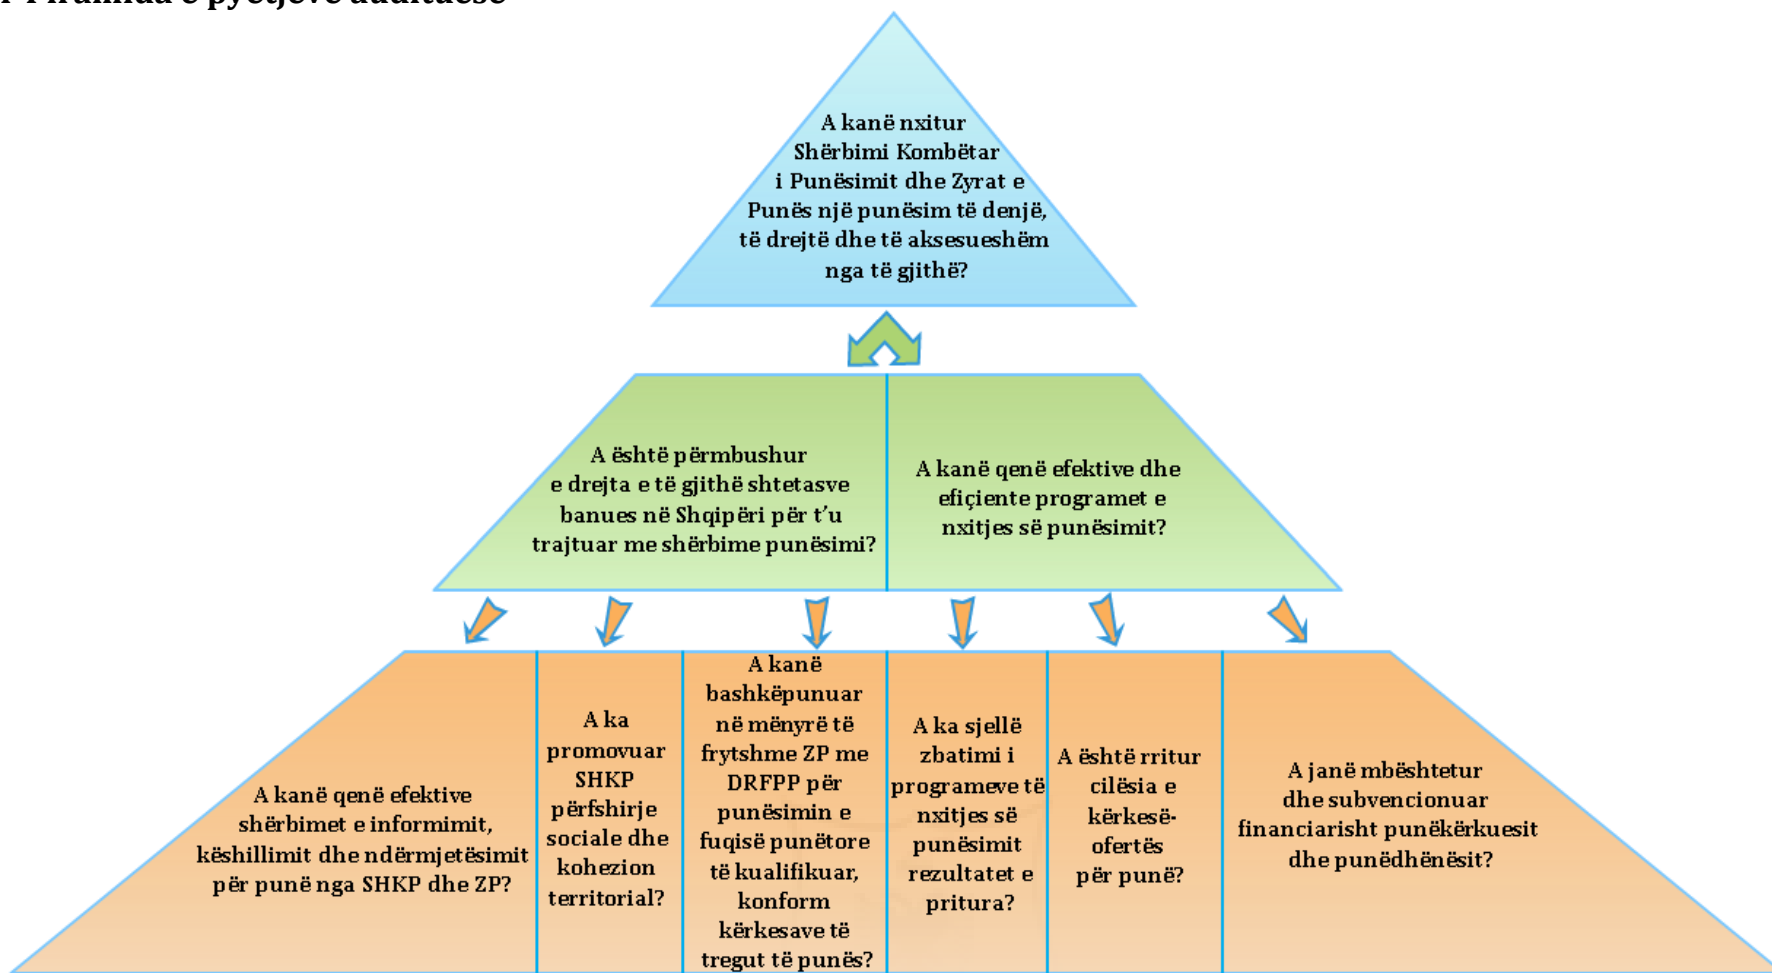 Piramida e pyetjeve audituese
A kanë nxitur
Shërbimi Kombëtar
i Punësimit dhe Zyrat e
Punës një punësim të denjë,
të drejtë dhe të aksesueshëm
nga të gjithë?
A është përmbushur
e drejta e të gjithë shtetasve
banues në Shqipëri për t’u
trajtuar me shërbime punësimi?
A kanë qenë efektive dhe
efiçiente programet e
nxitjes së punësimit?
A kanë qenë efektive
shërbimet e informimit,
këshillimit dhe ndërmjetësimit
për punë nga SHKP dhe ZP?
A ka
promovuar
SHKP
përfshirje
sociale dhe
kohezion
territorial?
A kanë
bashkëpunuar
në mënyrë të
frytshme ZP me
DRFPP për
punësimin e
fuqisë punëtore
të kualifikuar,
konform
kërkesave të
tregut të punës?
A ka sjellë
zbatimi i
programeve të
nxitjes së
punësimit
rezultatet e
pritura?
A është rritur
cilësia e
kërkesë-
ofertës
për punë?
A janë mbështetur
dhe subvencionuar
financiarisht punëkërkuesit
dhe punëdhënësit?